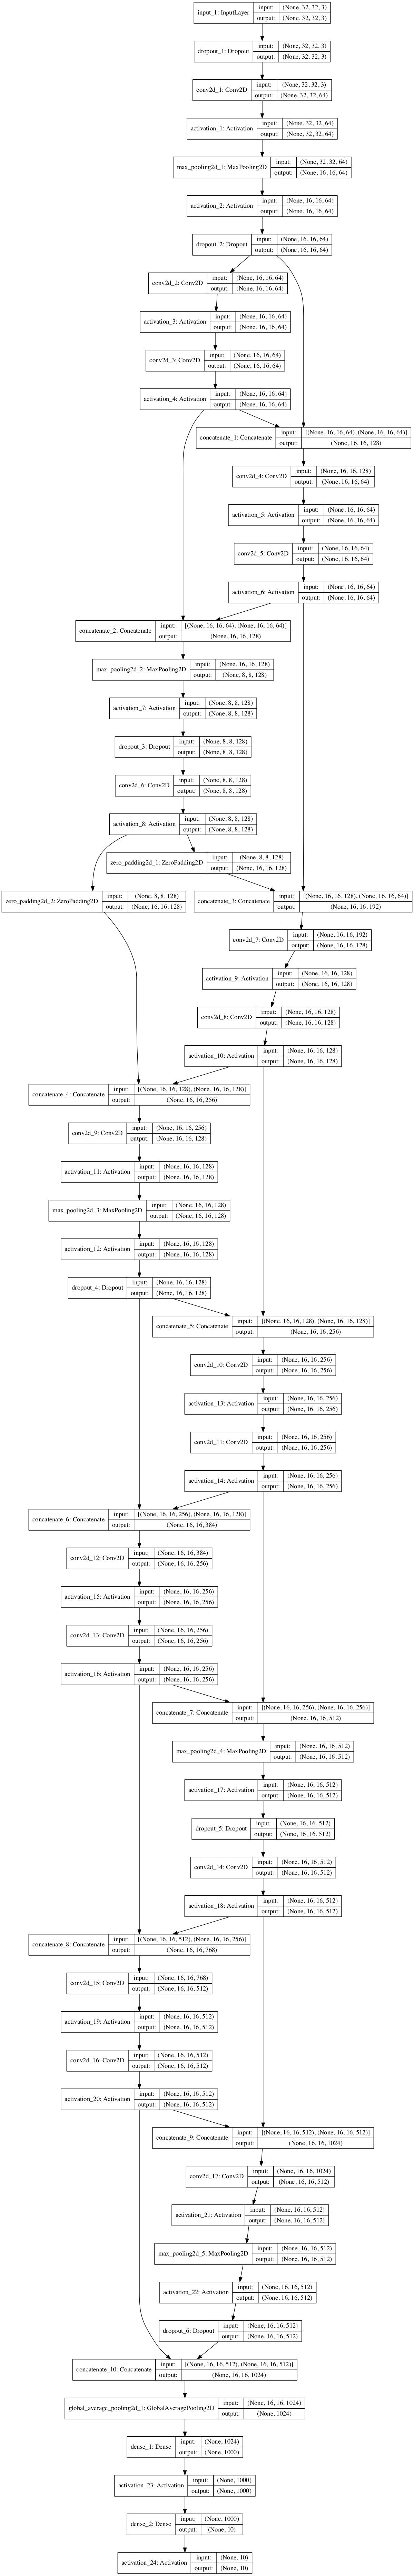 input_1: InputLayer
input: (None, 32, 32, 3)
output: (None, 32, 32, 3)
dropout_1: Dropout
input: (None, 32, 32, 3)
output: (None, 32, 32, 3)
conv2d_1: Conv2D
input: (None, 32, 32, 3)
output: (None, 32, 32, 64)
activation_1: Activation
input: (None, 32, 32, 64)
output: (None, 32, 32, 64)
max_pooling2d_1: MaxPooling2D
input: (None, 32, 32, 64)
output: (None, 16, 16, 64)
activation_2: Activation
input: (None, 16, 16, 64)
output: (None, 16, 16, 64)
dropout_2: Dropout
input: (None, 16, 16, 64)
output: (None, 16, 16, 64)
conv2d_2: Conv2D
input: (None, 16, 16, 64)
output: (None, 16, 16, 64)
activation_3: Activation
input: (None, 16, 16, 64)
output: (None, 16, 16, 64)
conv2d_3: Conv2D
input: (None, 16, 16, 64)
output: (None, 16, 16, 64)
activation_4: Activation
input: (None, 16, 16, 64)
output: (None, 16, 16, 64)
concatenate_1: Concatenate
input: [(None, 16, 16, 64), (None, 16, 16, 64)]
output: (None, 16, 16, 128)
conv2d_4: Conv2D
input: (None, 16, 16, 128)
output: (None, 16, 16, 64)
activation_5: Activation
input: (None, 16, 16, 64)
output: (None, 16, 16, 64)
conv2d_5: Conv2D
input: (None, 16, 16, 64)
output: (None, 16, 16, 64)
activation_6: Activation
input: (None, 16, 16, 64)
output: (None, 16, 16, 64)
concatenate_2: Concatenate
input: [(None, 16, 16, 64), (None, 16, 16, 64)]
output: (None, 16, 16, 128)
max_pooling2d_2: MaxPooling2D
input: (None, 16, 16, 128)
output: (None, 8, 8, 128)
activation_7: Activation
input: (None, 8, 8, 128)
output: (None, 8, 8, 128)
dropout_3: Dropout
input: (None, 8, 8, 128)
output: (None, 8, 8, 128)
conv2d_6: Conv2D
input: (None, 8, 8, 128)
output: (None, 8, 8, 128)
activation_8: Activation
input: (None, 8, 8, 128)
output: (None, 8, 8, 128)
zero_padding2d_1: ZeroPadding2D
input: (None, 8, 8, 128)
output: (None, 16, 16, 128)
zero_padding2d_2: ZeroPadding2D
input: (None, 8, 8, 128)
output: (None, 16, 16, 128)
concatenate_3: Concatenate
input: [(None, 16, 16, 128), (None, 16, 16, 64)]
output: (None, 16, 16, 192)
conv2d_7: Conv2D
input: (None, 16, 16, 192)
output: (None, 16, 16, 128)
activation_9: Activation
input: (None, 16, 16, 128)
output: (None, 16, 16, 128)
conv2d_8: Conv2D
input: (None, 16, 16, 128)
output: (None, 16, 16, 128)
activation_10: Activation
input: (None, 16, 16, 128)
output: (None, 16, 16, 128)
concatenate_4: Concatenate
input: [(None, 16, 16, 128), (None, 16, 16, 128)]
output: (None, 16, 16, 256)
conv2d_9: Conv2D
input: (None, 16, 16, 256)
output: (None, 16, 16, 128)
activation_11: Activation
input: (None, 16, 16, 128)
output: (None, 16, 16, 128)
max_pooling2d_3: MaxPooling2D
input: (None, 16, 16, 128)
output: (None, 16, 16, 128)
activation_12: Activation
input: (None, 16, 16, 128)
output: (None, 16, 16, 128)
dropout_4: Dropout
input: (None, 16, 16, 128)
output: (None, 16, 16, 128)
concatenate_5: Concatenate
input: [(None, 16, 16, 128), (None, 16, 16, 128)]
output: (None, 16, 16, 256)
conv2d_10: Conv2D
input: (None, 16, 16, 256)
output: (None, 16, 16, 256)
activation_13: Activation
input: (None, 16, 16, 256)
output: (None, 16, 16, 256)
conv2d_11: Conv2D
input: (None, 16, 16, 256)
output: (None, 16, 16, 256)
activation_14: Activation
input: (None, 16, 16, 256)
output: (None, 16, 16, 256)
concatenate_6: Concatenate
input: [(None, 16, 16, 256), (None, 16, 16, 128)]
output: (None, 16, 16, 384)
conv2d_12: Conv2D
input: (None, 16, 16, 384)
output: (None, 16, 16, 256)
activation_15: Activation
input: (None, 16, 16, 256)
output: (None, 16, 16, 256)
conv2d_13: Conv2D
input: (None, 16, 16, 256)
output: (None, 16, 16, 256)
activation_16: Activation
input: (None, 16, 16, 256)
output: (None, 16, 16, 256)
concatenate_7: Concatenate
input: [(None, 16, 16, 256), (None, 16, 16, 256)]
output: (None, 16, 16, 512)
max_pooling2d_4: MaxPooling2D
input: (None, 16, 16, 512)
output: (None, 16, 16, 512)
activation_17: Activation
input: (None, 16, 16, 512)
output: (None, 16, 16, 512)
dropout_5: Dropout
input: (None, 16, 16, 512)
output: (None, 16, 16, 512)
conv2d_14: Conv2D
input: (None, 16, 16, 512)
output: (None, 16, 16, 512)
activation_18: Activation
input: (None, 16, 16, 512)
output: (None, 16, 16, 512)
concatenate_8: Concatenate
input: [(None, 16, 16, 512), (None, 16, 16, 256)]
output: (None, 16, 16, 768)
conv2d_15: Conv2D
input: (None, 16, 16, 768)
output: (None, 16, 16, 512)
activation_19: Activation
input: (None, 16, 16, 512)
output: (None, 16, 16, 512)
conv2d_16: Conv2D
input: (None, 16, 16, 512)
output: (None, 16, 16, 512)
activation_20: Activation
input: (None, 16, 16, 512)
output: (None, 16, 16, 512)
concatenate_9: Concatenate
input: [(None, 16, 16, 512), (None, 16, 16, 512)]
output: (None, 16, 16, 1024)
conv2d_17: Conv2D
input: (None, 16, 16, 1024)
output: (None, 16, 16, 512)
activation_21: Activation
input: (None, 16, 16, 512)
output: (None, 16, 16, 512)
max_pooling2d_5: MaxPooling2D
input: (None, 16, 16, 512)
output: (None, 16, 16, 512)
activation_22: Activation
input: (None, 16, 16, 512)
output: (None, 16, 16, 512)
dropout_6: Dropout
input: (None, 16, 16, 512)
output: (None, 16, 16, 512)
concatenate_10: Concatenate
input: [(None, 16, 16, 512), (None, 16, 16, 512)]
output: (None, 16, 16, 1024)
global_average_pooling2d_1: GlobalAveragePooling2D
input: (None, 16, 16, 1024)
output: (None, 1024)
dense_1: Dense
input: (None, 1024)
output: (None, 1000)
activation_23: Activation
input: (None, 1000)
output: (None, 1000)
dense_2: Dense
input: (None, 1000)
output: (None, 10)
activation_24: Activation
input: (None, 10)
output: (None, 10)